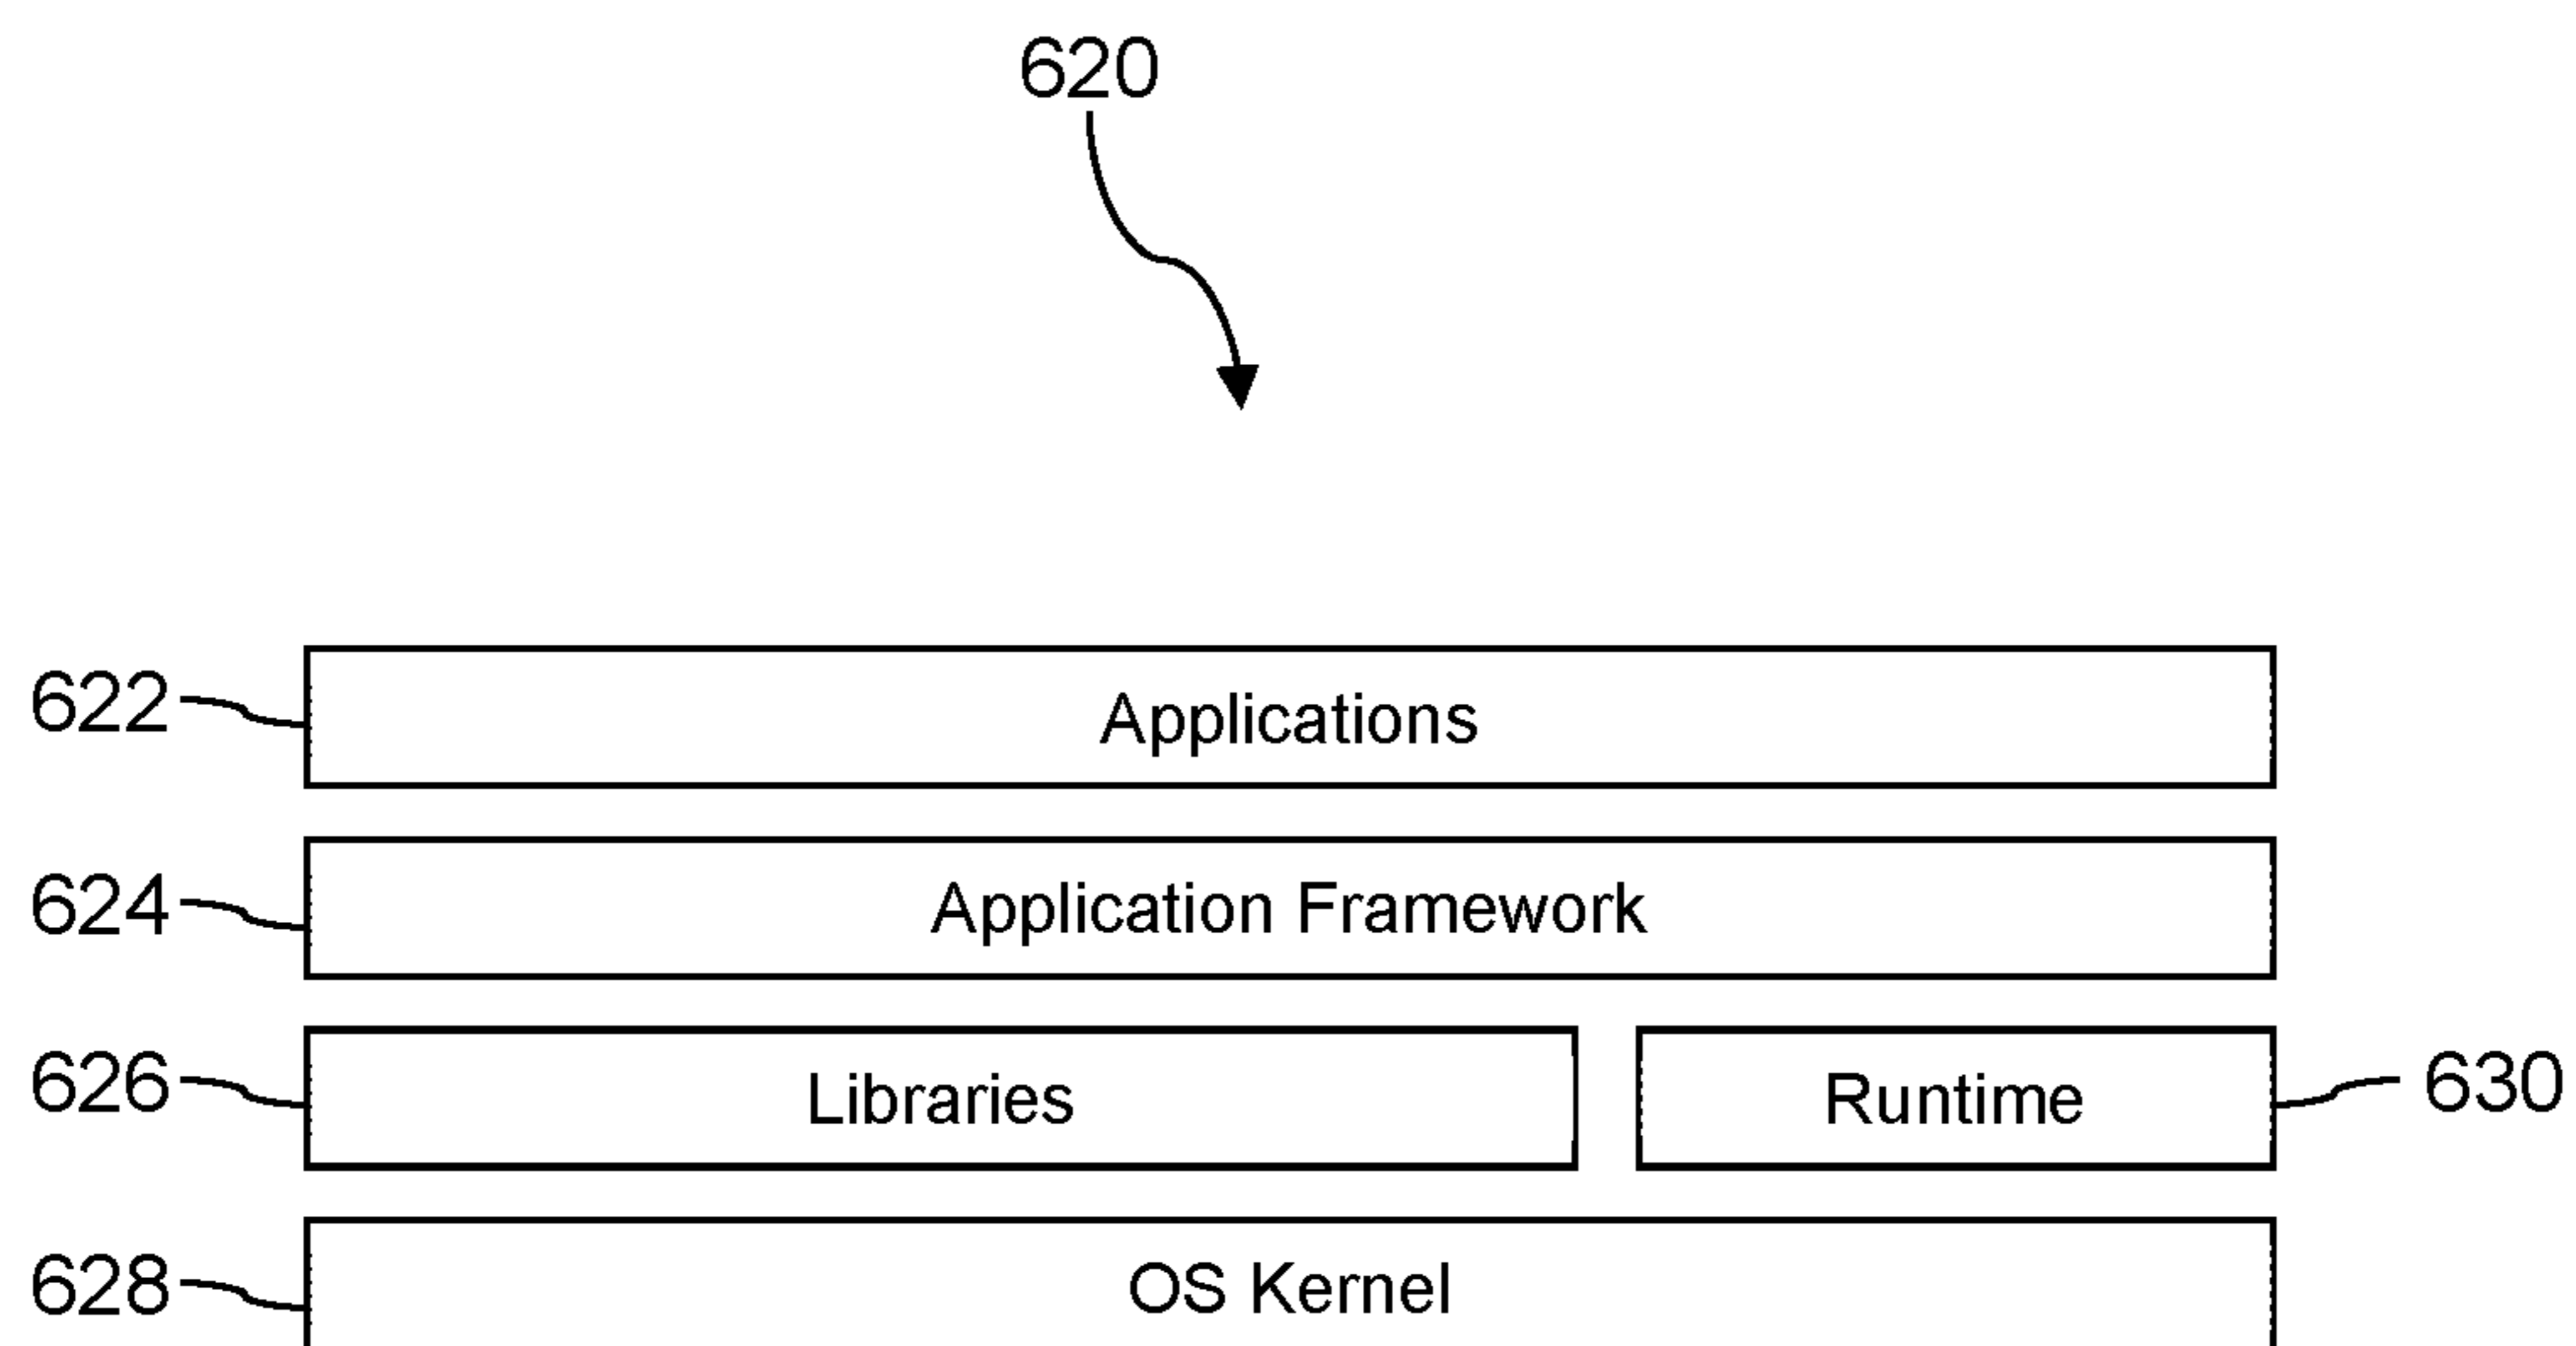 620
622 Applications
624 Application Framework
626 Libraries Runtime 630
628 OS Kernel